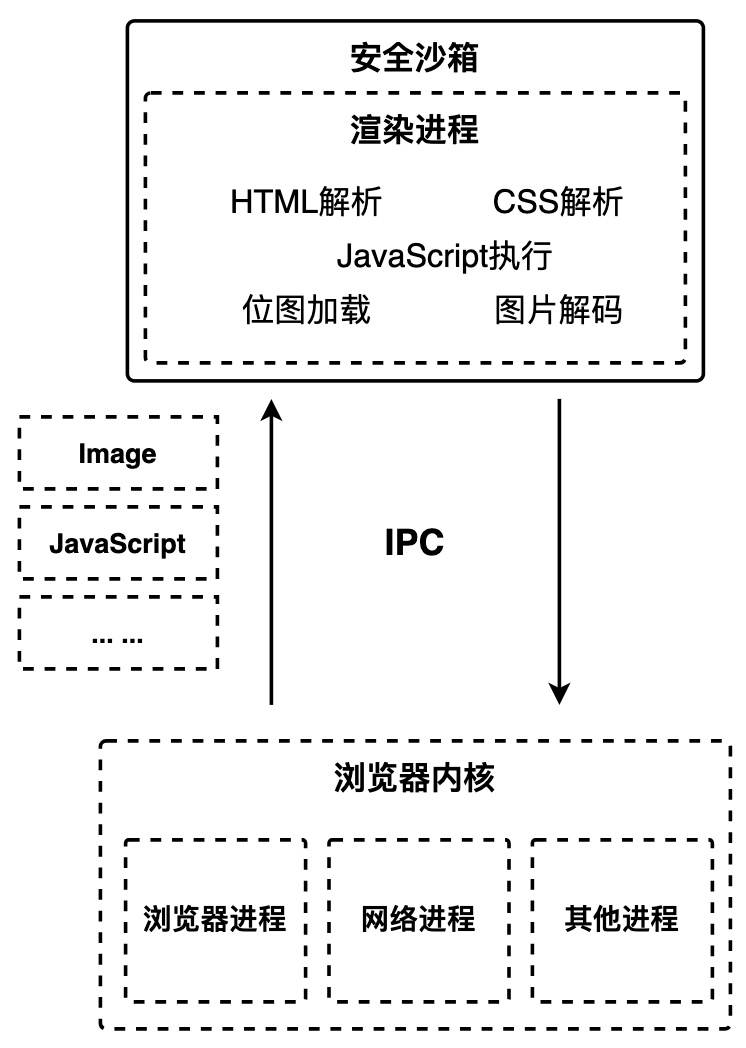 安全沙箱
渲染进程
HTML解析 CSS解析
JavaScript执行
位图加载 图片解码
Image
JavaScript
... ...
IPC
浏览器内核
浏览器进程 网络进程 其他进程